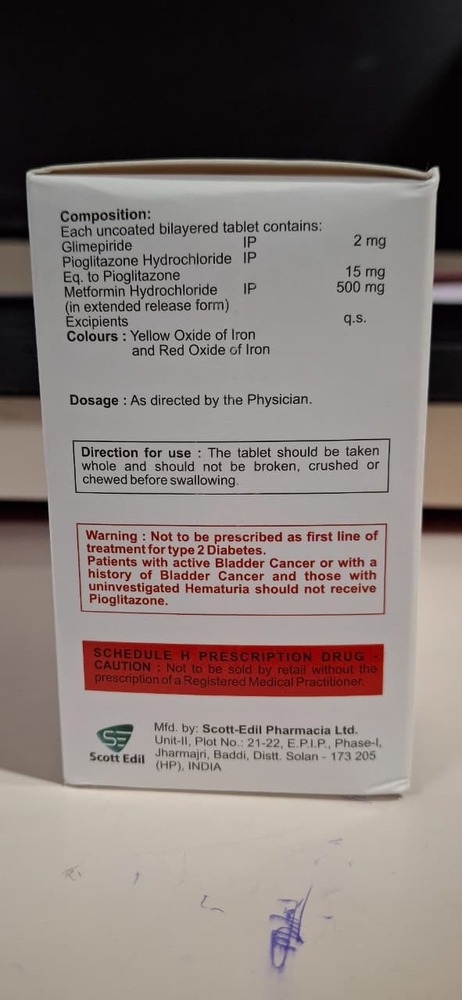 Composition:
Each uncoated bilayered tablet contains:
Glimepiride IP 2 mg
Pioglitazone Hydrochloride IP
Eq. to Pioglitazone 15 mg
Metformin Hydrochloride IP 500 mg
(in extended release form)
Excipients q.s.
Colours : Yellow Oxide of Iron
and Red Oxide of Iron
Dosage : As directed by the Physician.
Direction for use : The tablet should be taken
whole and should not be broken, crushed or
chewed before swallowing.
Warning : Not to be prescribed as first line of
treatment for type 2 Diabetes.
Patients with active Bladder Cancer or with a
history of Bladder Cancer and those with
uninvestigated Hematuria should not receive
Pioglitazone.
SCHEDULE H PRESCRIPTION DRUG -
CAUTION : Not to be sold by retail without the
prescription of a Registered Medical Practitioner.
SE
Scott Edil
Mfd. by: Scott-Edil Pharmacia Ltd.
Unit-II, Plot No.: 21-22, E.P.I.P., Phase-I,
Jharmajri, Baddi, Distt. Solan - 173 205
(HP), INDIA